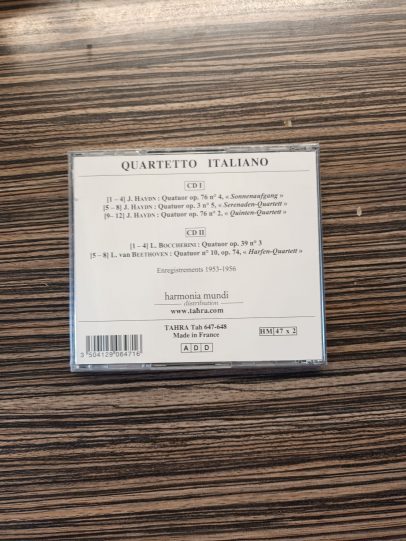 QUARTETTO ITALIANO
CD I
[1 – 4] J. HAYDN : Quatuor op. 76 n° 4, « Sonnenaufgang »
[5 – 8] J. HAYDN : Quatuor op. 3 n° 5, « Serenaden-Quartett »
[9 – 12] J. HAYDN : Quatuor op. 76 n° 2, « Quinten-Quartett »
CD II
[1 – 4] L. BOCCHERINI : Quatuor op. 39 n° 3
[5 – 8] L. van BEETHOVEN : Quatuor n° 10, op. 74, « Harfen-Quartett »
Enregistrements 1953-1956
harmonia mundi
distribution
www.tahra.com
TAHRA Tah 647-648
Made in France
HM 47 x 2
A D D
3 504129 064716